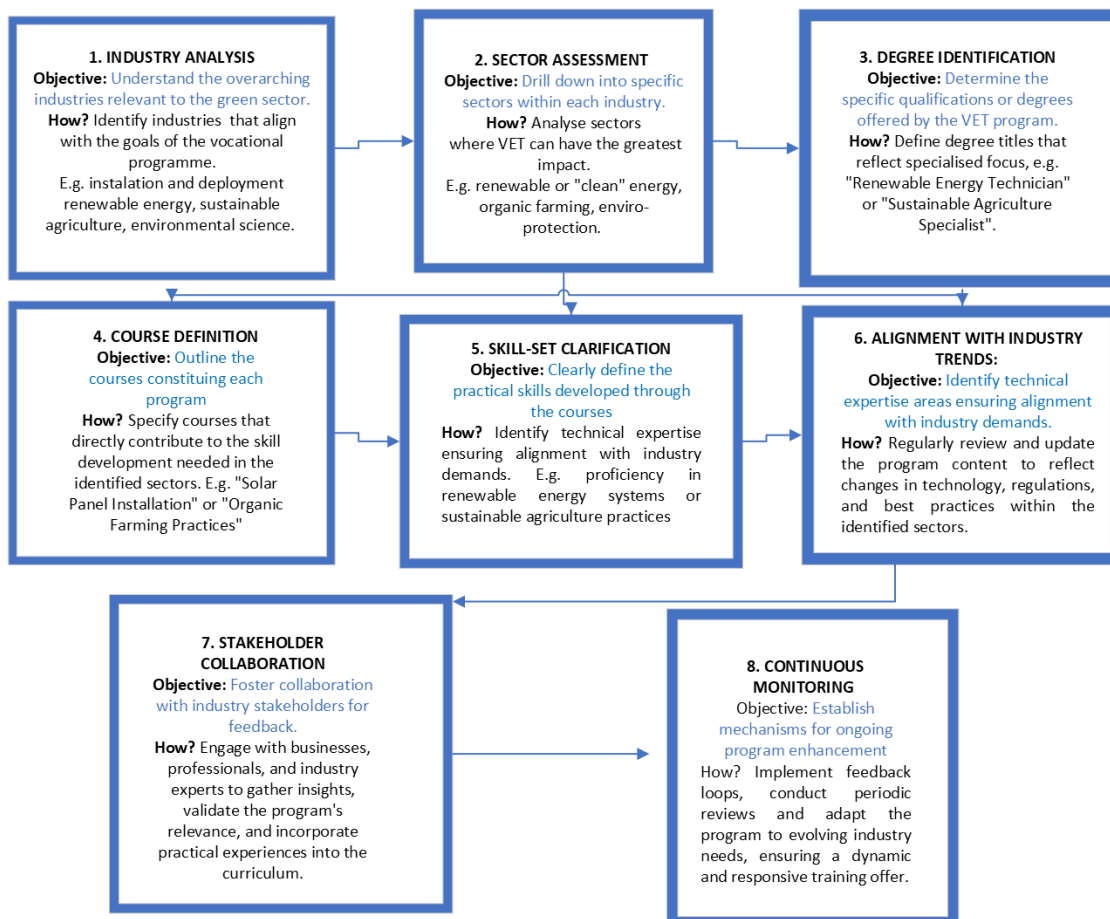 1. INDUSTRY ANALYSIS
Objective: Understand the overarching
industries relevant to the green sector.
How? Identify industries that align
with the goals of the vocational
programme.
E.g. instalation and deployment
renewable energy, sustainable
agriculture, environmental science.
2. SECTOR ASSESSMENT
Objective: Drill down into specific
sectors within each industry.
How? Analyse sectors
where VET can have the greatest
impact.
E.g. renewable or "clean" energy,
organic farming, enviro-
protection.
3. DEGREE IDENTIFICATION
Objective: Determine the
specific qualifications or degrees
offered by the VET program.
How? Define degree titles that
reflect specialised focus, e.g.
"Renewable Energy Technician"
or "Sustainable Agriculture
Specialist".
4. COURSE DEFINITION
Objective: Outline the
courses constituing each
program
How? Specify courses that
directly contribute to the skill
development needed in the
identified sectors. E.g. "Solar
Panel Installation" or "Organic
Farming Practices"
5. SKILL-SET CLARIFICATION
Objective: Clearly define the
practical skills developed through
the courses
How? Identify technical expertise
ensuring alignment with industry
demands. E.g. proficiency in
renewable energy systems or
sustainable agriculture practices
6. ALIGNMENT WITH INDUSTRY
TRENDS:
Objective: Identify technical
expertise areas ensuring alignment
with industry demands.
How? Regularly review and update
the program content to reflect
changes in technology, regulations,
and best practices within the
identified sectors.
7. STAKEHOLDER
COLLABORATION
Objective: Foster collaboration
with industry stakeholders for
feedback.
How? Engage with businesses,
professionals, and industry
experts to gather insights,
validate the program's
relevance, and incorporate
practical experiences into the
curriculum.
8. CONTINUOUS
MONITORING
Objective: Establish
mechanisms for ongoing
program enhancement
How? Implement feedback
loops, conduct periodic
reviews and adapt the
program to evolving industry
needs, ensuring a dynamic
and responsive training offer.